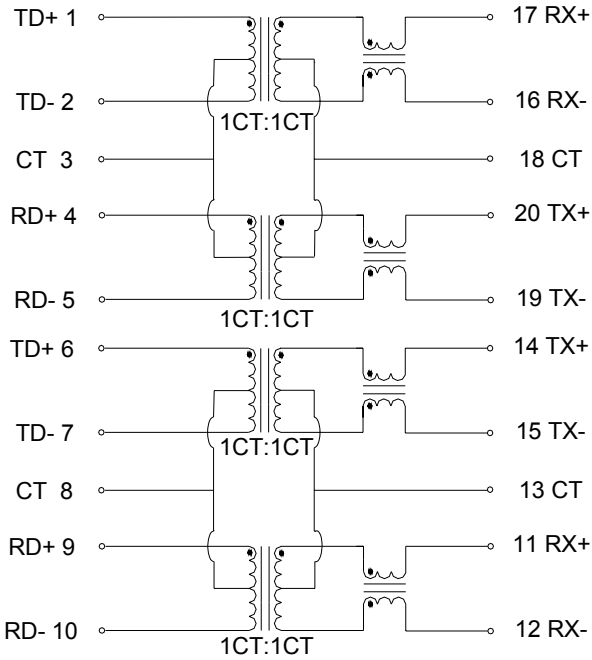 TD+ 1 17 RX+
TD- 2 16 RX-
1CT:1CT
CT 3 18 CT
RD+ 4 20 TX+
RD- 5 19 TX-
1CT:1CT
TD+ 6 14 TX+
TD- 7 15 TX-
1CT:1CT
CT 8 13 CT
RD+ 9 11 RX+
RD- 10 12 RX-
1CT:1CT